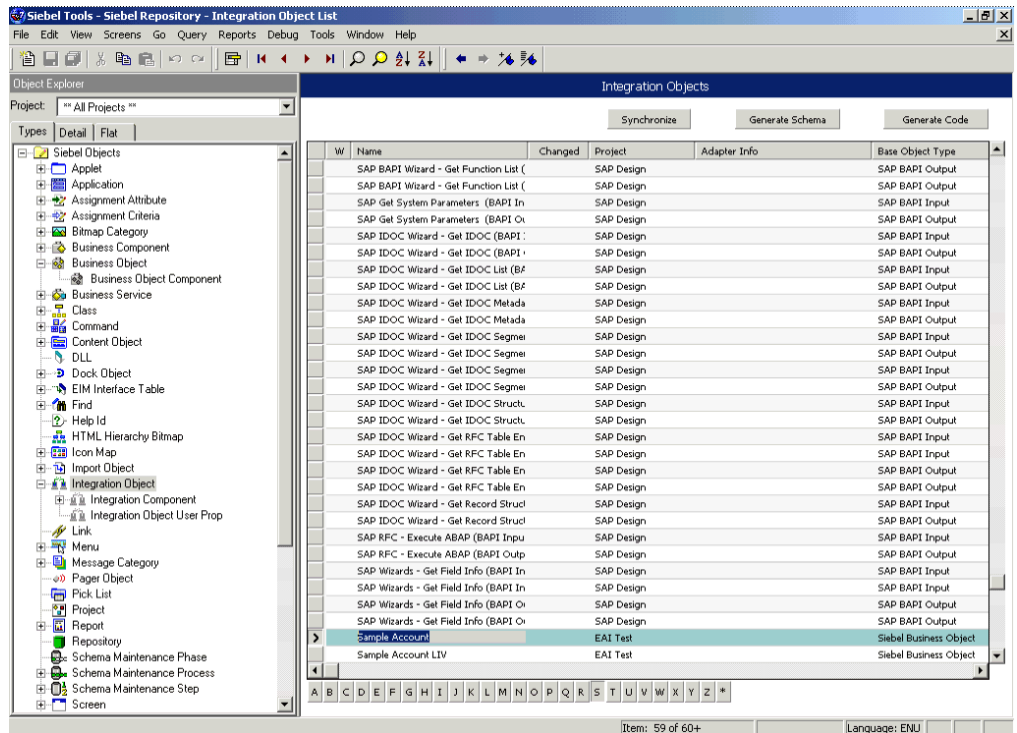 Siebel Tools - Siebel Repository - Integration Object List
File Edit View Screens Go Query Reports Debug Tools Window Help
Object Explorer
Project: ** All Projects **
Types Detail Flat
Siebel Objects
Applet
Application
Assignment Attribute
Assignment Criteria
Bitmap Category
Business Component
Business Object
Business Object Component
Business Service
Class
Command
Content Object
DLL
Dock Object
EIM Interface Table
Find
Help Id
HTML Hierarchy Bitmap
Icon Map
Import Object
Integration Object
Integration Component
Integration Object User Prop
Link
Menu
Message Category
Pager Object
Pick List
Project
Report
Repository
Schema Maintenance Phase
Schema Maintenance Process
Schema Maintenance Step
Screen
Integration Objects
Synchronize Generate Schema Generate Code
W Name Changed Project Adapter Info Base Object Type
SAP BAPI Wizard - Get Function List ( SAP Design SAP BAPI Output
SAP BAPI Wizard - Get Function List ( SAP Design SAP BAPI Output
SAP Get System Parameters (BAPI In SAP Design SAP BAPI Input
SAP Get System Parameters (BAPI Ou SAP Design SAP BAPI Output
SAP IDOC Wizard - Get IDOC (BAPI SAP Design SAP BAPI Input
SAP IDOC Wizard - Get IDOC (BAPI SAP Design SAP BAPI Output
SAP IDOC Wizard - Get IDOC List (BA SAP Design SAP BAPI Input
SAP IDOC Wizard - Get IDOC List (BA SAP Design SAP BAPI Output
SAP IDOC Wizard - Get IDOC Metada SAP Design SAP BAPI Input
SAP IDOC Wizard - Get IDOC Metada SAP Design SAP BAPI Output
SAP IDOC Wizard - Get IDOC Segmer SAP Design SAP BAPI Input
SAP IDOC Wizard - Get IDOC Segmer SAP Design SAP BAPI Output
SAP IDOC Wizard - Get IDOC Segmer SAP Design SAP BAPI Input
SAP IDOC Wizard - Get IDOC Segmer SAP Design SAP BAPI Output
SAP IDOC Wizard - Get IDOC Structu SAP Design SAP BAPI Input
SAP IDOC Wizard - Get IDOC Structu SAP Design SAP BAPI Output
SAP IDOC Wizard - Get RFC Table En SAP Design SAP BAPI Input
SAP IDOC Wizard - Get RFC Table En SAP Design SAP BAPI Input
SAP IDOC Wizard - Get RFC Table En SAP Design SAP BAPI Output
SAP IDOC Wizard - Get RFC Table En SAP Design SAP BAPI Output
SAP IDOC Wizard - Get Record Struct SAP Design SAP BAPI Input
SAP IDOC Wizard - Get Record Struct SAP Design SAP BAPI Output
SAP RFC - Execute ABAP (BAPI Inpu SAP Design SAP BAPI Input
SAP RFC - Execute ABAP (BAPI Outp SAP Design SAP BAPI Output
SAP Wizards - Get Field Info (BAPI In SAP Design SAP BAPI Input
SAP Wizards - Get Field Info (BAPI In SAP Design SAP BAPI Input
SAP Wizards - Get Field Info (BAPI Ou SAP Design SAP BAPI Output
SAP Wizards - Get Field Info (BAPI Ou SAP Design SAP BAPI Output
Sample Account EAI Test Siebel Business Object
Sample Account LIV EAI Test Siebel Business Object
A B C D E F G H I J K L M N O P Q R S T U V W X Y Z *
Item: 59 of 60+ Language: ENU